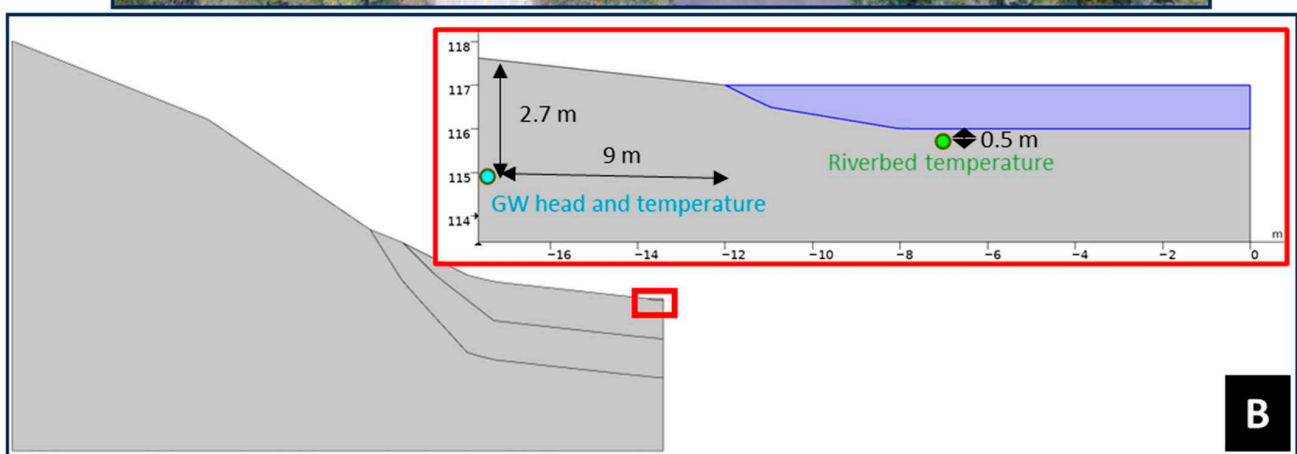 118
117
2.7 m
116
0.5 m
9 m
Riverbed temperature
115
GW head and temperature
114
m
−16 −14 −12 −10 −8 −6 −4 −2 0
B